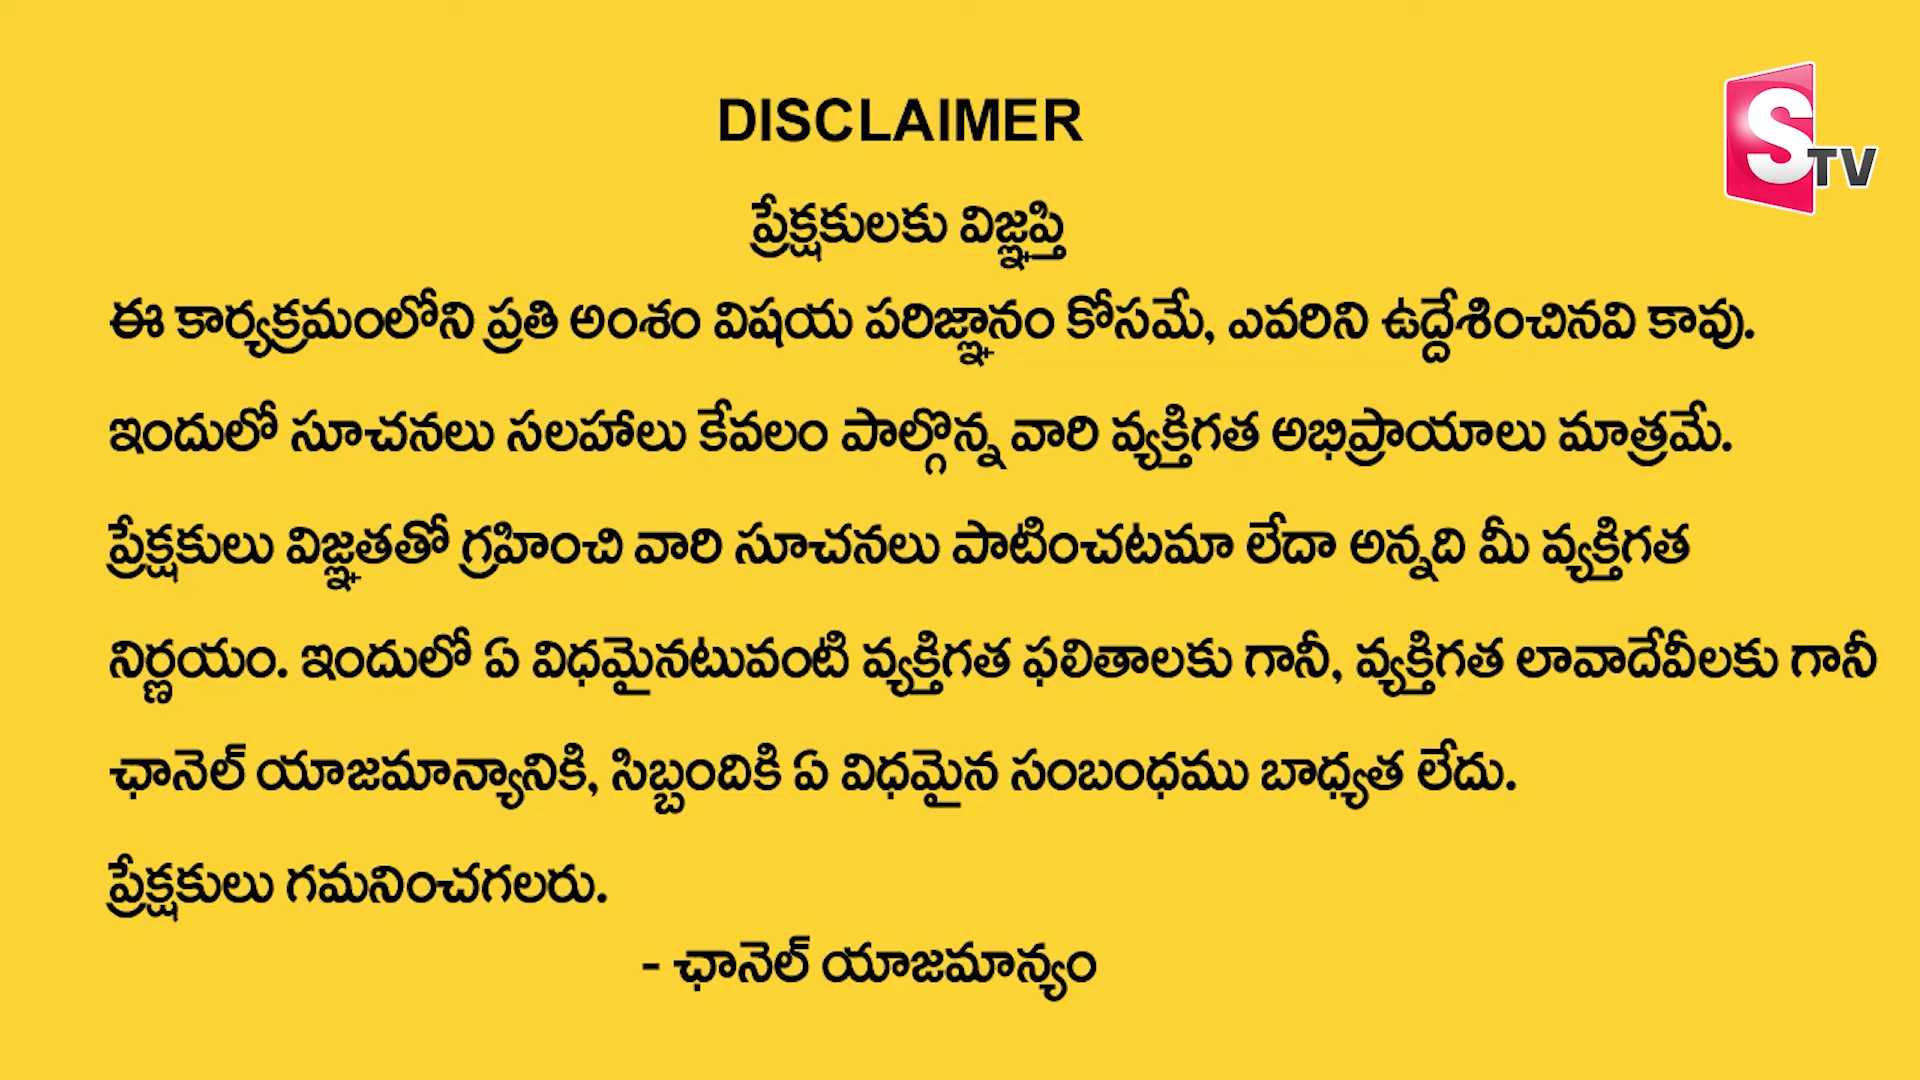 DISCLAIMER
STV
ప్రేక్షకులకు విజ్ఞప్తి
ఈ కార్యక్రమంలోని ప్రతి అంశం విషయ పరిజ్ఞానం కోసమే, ఎవరిని ఉద్దేశించినవి కావు.
ఇందులో సూచనలు సలహాలు కేవలం పాల్గొన్న వారి వ్యక్తిగత అభిప్రాయాలు మాత్రమే.
ప్రేక్షకులు విజ్ఞతతో గ్రహించి వారి సూచనలు పాటించటమా లేదా అన్నది మీ వ్యక్తిగత
నిర్ణయం. ఇందులో ఏ విధమైనటువంటి వ్యక్తిగత ఫలితాలకు గానీ, వ్యక్తిగత లావాదేవీలకు గానీ
ఛానెల్ యాజమాన్యానికి, సిబ్బందికి ఏ విధమైన సంబంధము బాధ్యత లేదు.
ప్రేక్షకులు గమనించగలరు.
- ఛానెల్ యాజమాన్యం